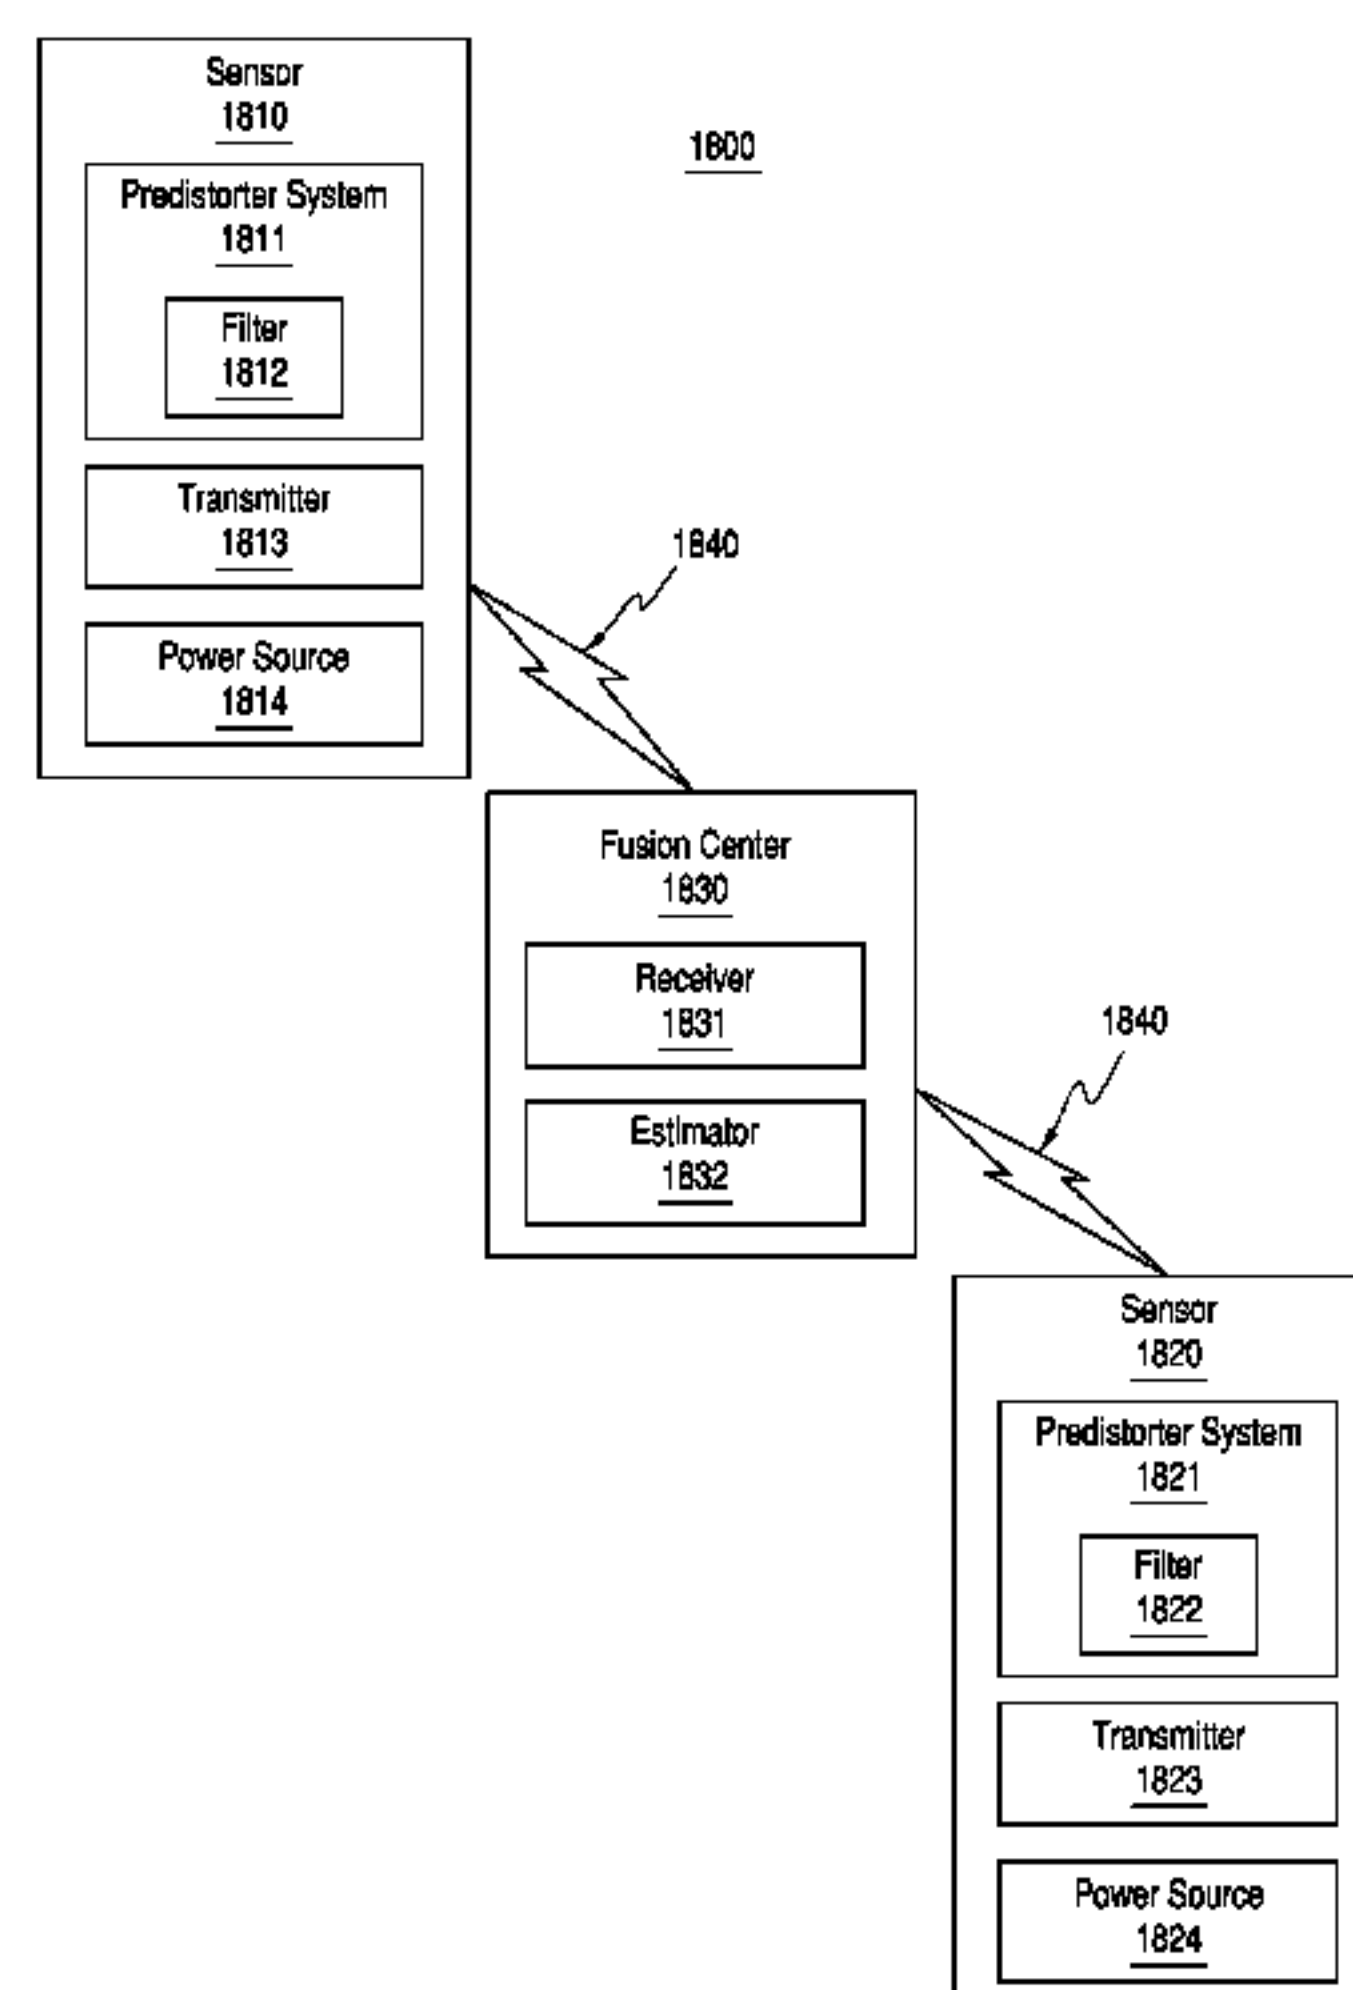 Sensor
1810
1800
Predistorter System
1811
Filter
1812
Transmitter
1813
1840
Power Source
1814
Fusion Center
1830
Receiver
1831
1840
Estimator
1832
Sensor
1820
Predistorter System
1821
Filter
1822
Transmitter
1823
Power Source
1824